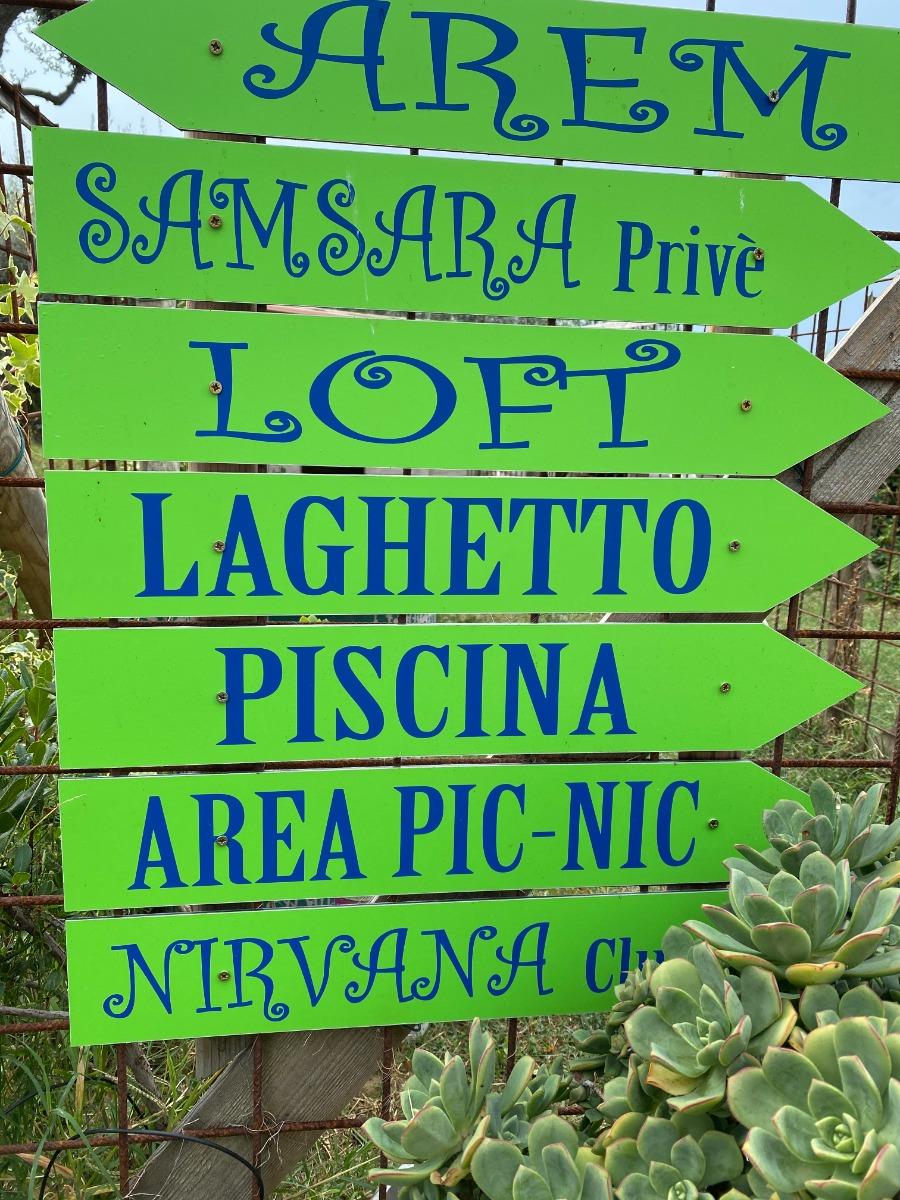 AREM
SAMSARA Privè
LOFT
LAGHETTO
PISCINA
AREA PIC-NIC
NIRVANA